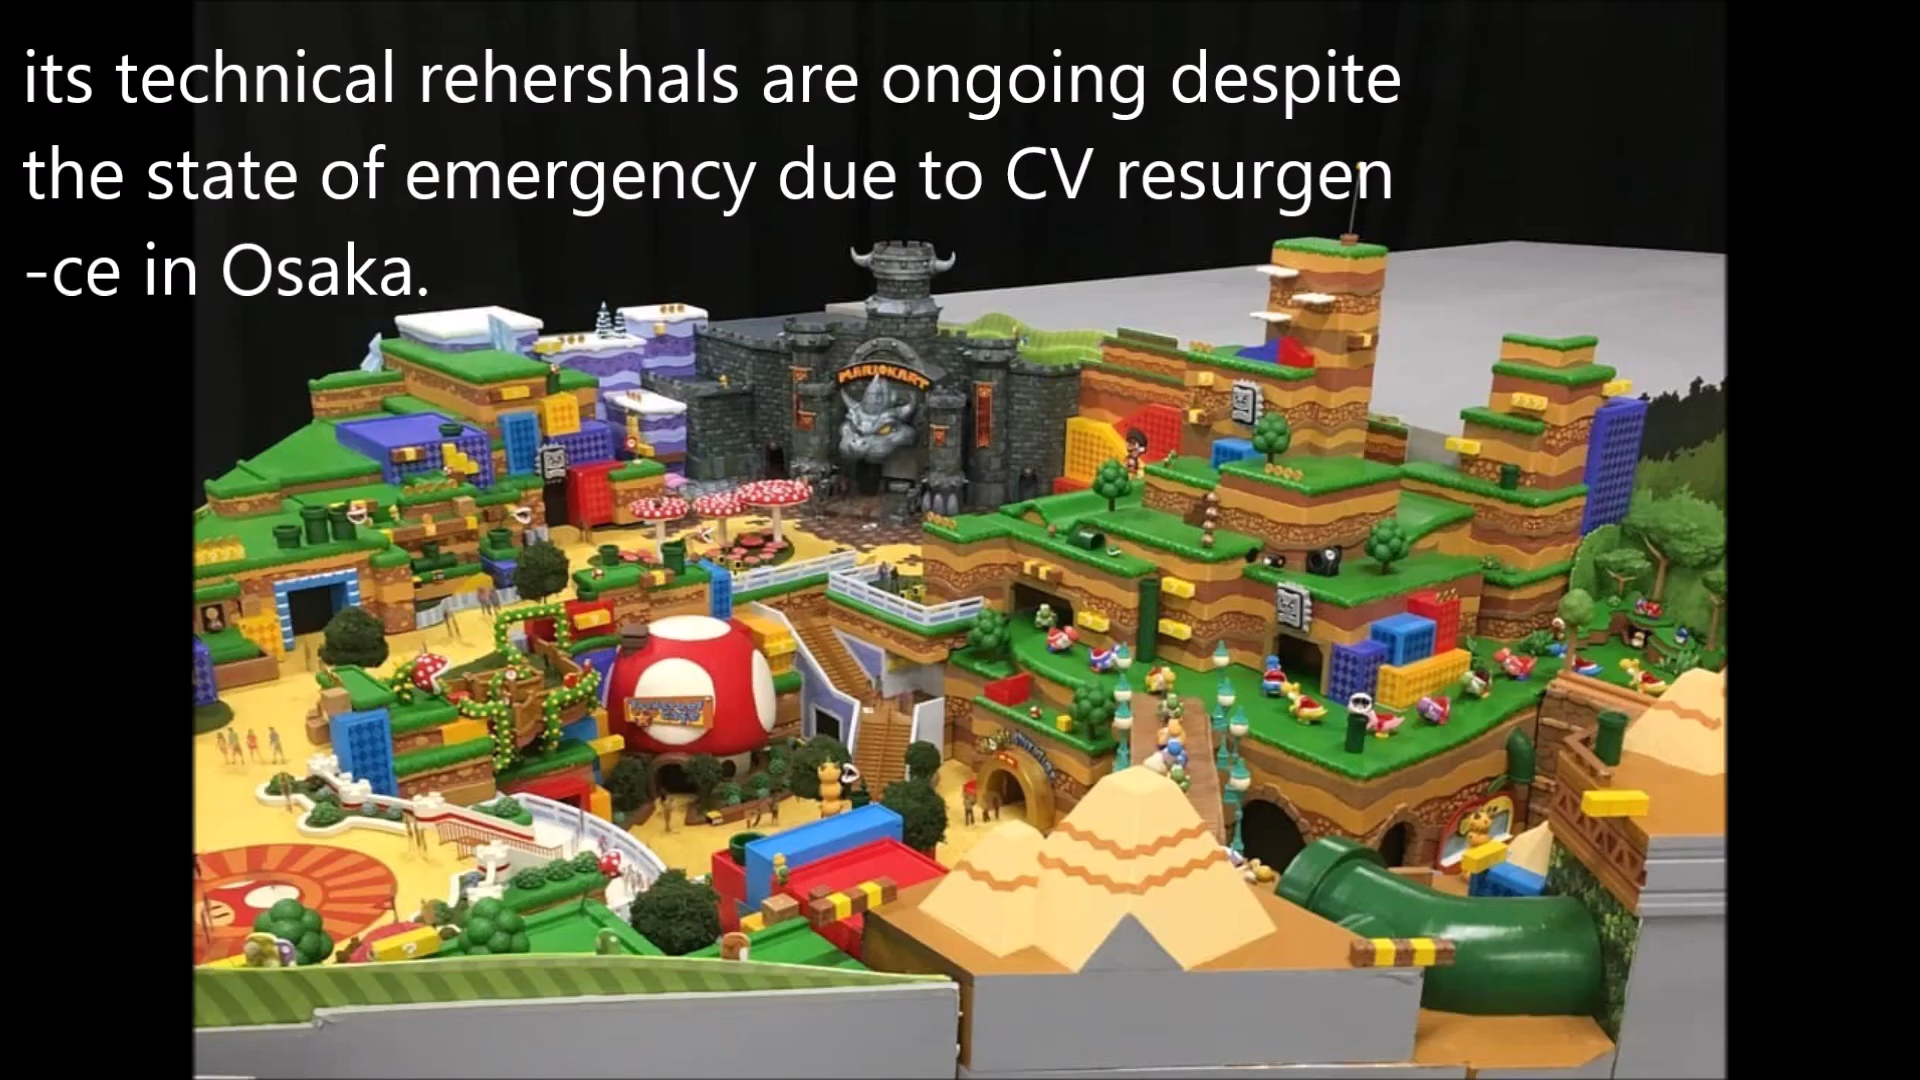 its technical rehershals are ongoing despite
the state of emergency due to CV resurgen
-ce in Osaka.
MARIOKART